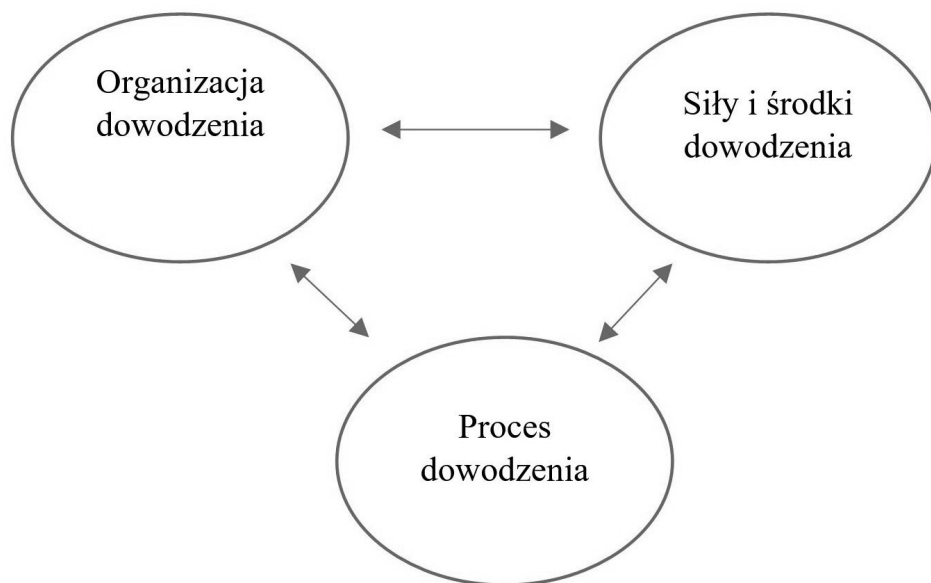 Organizacja
dowodzenia
Siły i środki
dowodzenia
Proces
dowodzenia